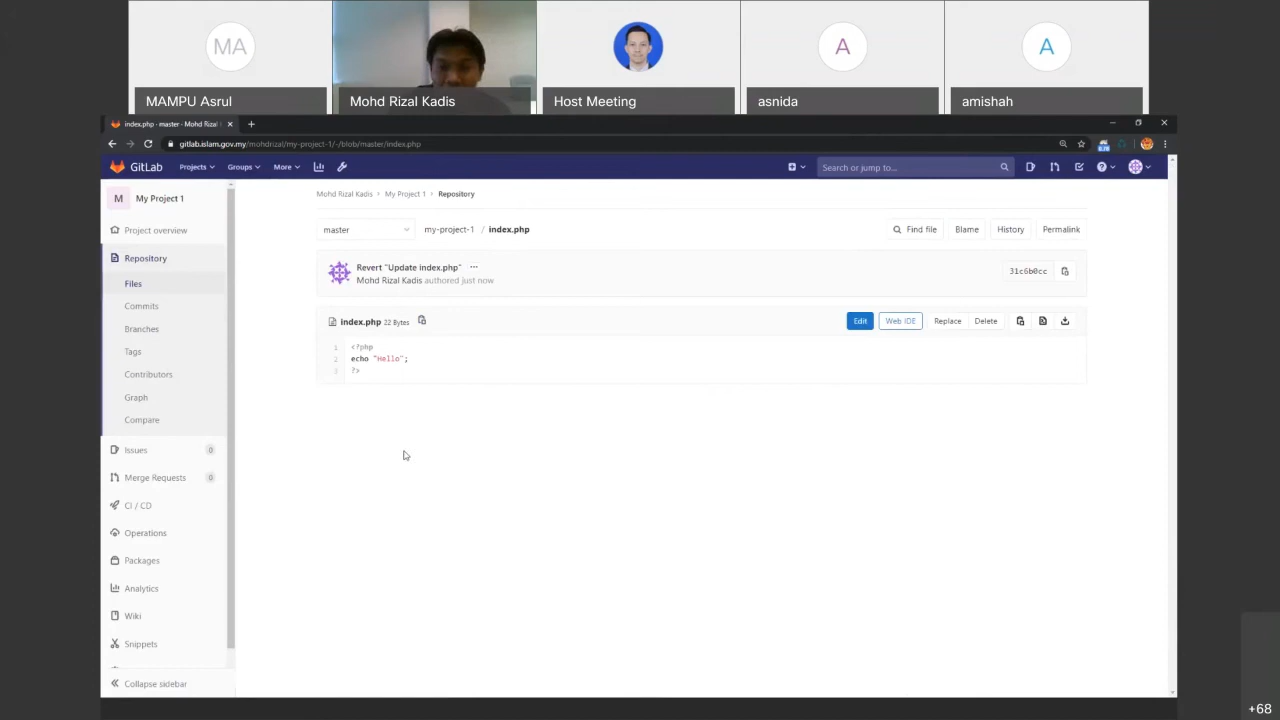 MA
A
A
MAMPU Asrul
Mohd Rizal Kadis
Host Meeting
asnida
amishah
index.php · master · Mohd Rizal
gitlab.islam.gov.my/mohdrizal/my-project-1/-/blob/master/index.php
GitLab
Projects
Groups
More
Search or jump to...
M
My Project 1
Project overview
Repository
Files
Commits
Branches
Tags
Contributors
Graph
Compare
Issues
0
Merge Requests
0
CI / CD
Operations
Packages
Analytics
Wiki
Snippets
Collapse sidebar
Mohd Rizal Kadis › My Project 1 › Repository
master
my-project-1 / index.php
Find file
Blame
History
Permalink
Revert "Update index.php" ...
Mohd Rizal Kadis authored just now
31c6b0cc
index.php 22 Bytes
Edit
Web IDE
Replace
Delete
1 <?php
2 echo "Hello";
3 ?>
+68